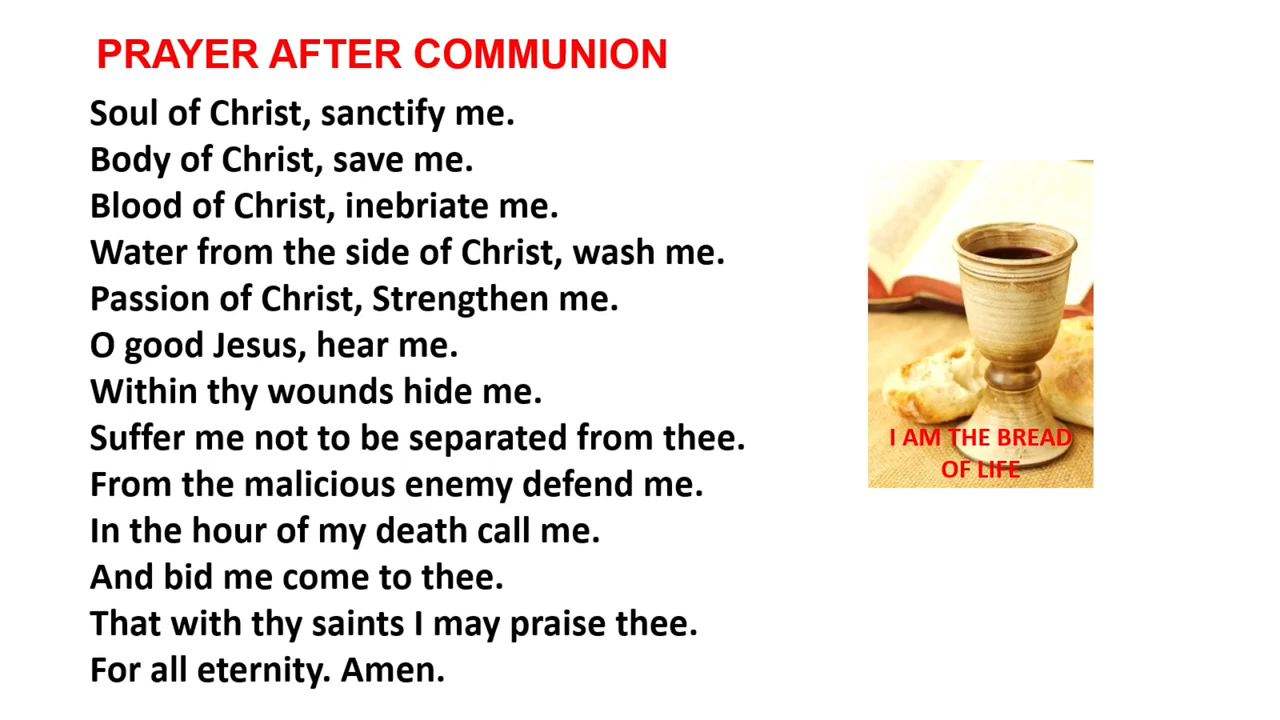 PRAYER AFTER COMMUNION
Soul of Christ, sanctify me.
Body of Christ, save me.
Blood of Christ, inebriate me.
Water from the side of Christ, wash me.
Passion of Christ, Strengthen me.
O good Jesus, hear me.
Within thy wounds hide me.
Suffer me not to be separated from thee.
From the malicious enemy defend me.
In the hour of my death call me.
And bid me come to thee.
That with thy saints I may praise thee.
For all eternity. Amen.
I AM THE BREAD
OF LIFE